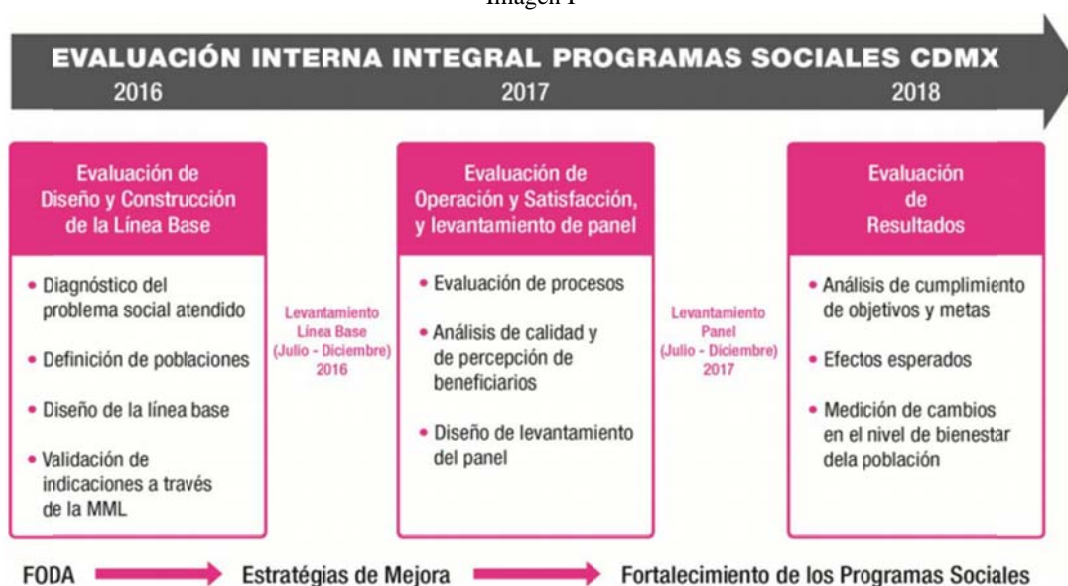 Imagen I
EVALUACIÓN INTERNA INTEGRAL PROGRAMAS SOCIALES CDMX
2016 2017 2018
Evaluación de
Diseño y Construcción
de la Línea Base
• Diagnóstico del
problema social atendido
• Definición de poblaciones
• Diseño de la línea base
• Validación de
indicaciones a través
de la MML
Levantamiento
Línea Base
(Julio - Diciembre)
2016
Evaluación de
Operación y Satisfacción,
y levantamiento de panel
• Evaluación de procesos
• Análisis de calidad y
de percepción de
beneficiarios
• Diseño de levantamiento
del panel
Levantamiento
Panel
(Julio - Diciembre)
2017
Evaluación
de
Resultados
• Análisis de cumplimiento
de objetivos y metas
• Efectos esperados
• Medición de cambios
en el nivel de bienestar
dela población
FODA Estratégias de Mejora Fortalecimiento de los Programas Sociales